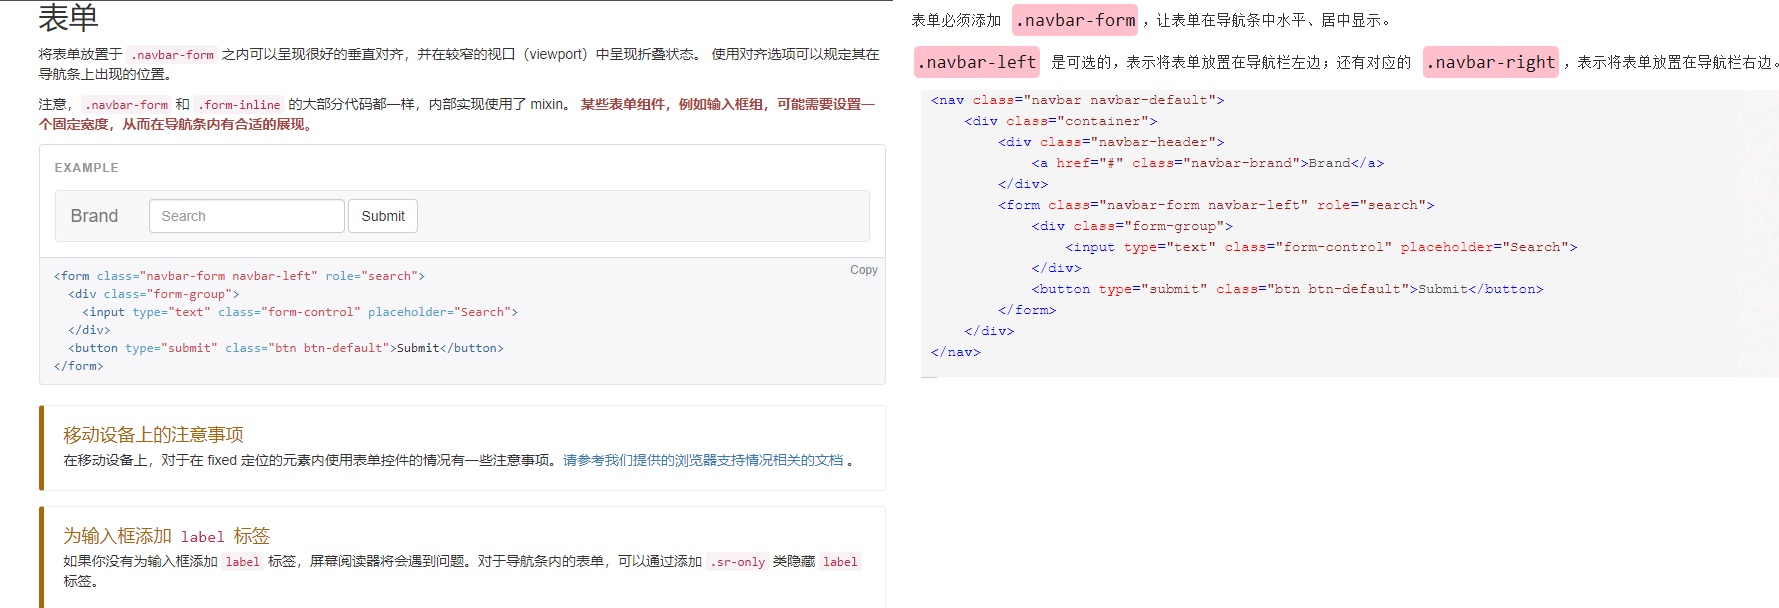 表单
将表单放置于 .navbar-form 之内可以呈现很好的垂直对齐，并在较窄的视口（viewport）中呈现折叠状态。 使用对齐选项可以规定其在
导航条上出现的位置。
注意， .navbar-form 和 .form-inline 的大部分代码都一样，内部实现使用了 mixin。 某些表单组件，例如输入框组，可能需要设置一
个固定宽度，从而在导航条内有合适的展现。
EXAMPLE
Brand Search Submit
Copy
<form class="navbar-form navbar-left" role="search">
  <div class="form-group">
    <input type="text" class="form-control" placeholder="Search">
  </div>
  <button type="submit" class="btn btn-default">Submit</button>
</form>
移动设备上的注意事项
在移动设备上，对于在 fixed 定位的元素内使用表单控件的情况有一些注意事项。请参考我们提供的浏览器支持情况相关的文档 。
为输入框添加 label 标签
如果你没有为输入框添加 label 标签，屏幕阅读器将会遇到问题。对于导航条内的表单，可以通过添加 .sr-only 类隐藏 label
标签。
表单必须添加 .navbar-form ，让表单在导航条中水平、居中显示。
.navbar-left 是可选的，表示将表单放置在导航栏左边；还有对应的 .navbar-right ，表示将表单放置在导航栏右边。
<nav class="navbar navbar-default">
    <div class="container">
        <div class="navbar-header">
            <a href="#" class="navbar-brand">Brand</a>
        </div>
        <form class="navbar-form navbar-left" role="search">
            <div class="form-group">
                <input type="text" class="form-control" placeholder="Search">
            </div>
            <button type="submit" class="btn btn-default">Submit</button>
        </form>
    </div>
</nav>